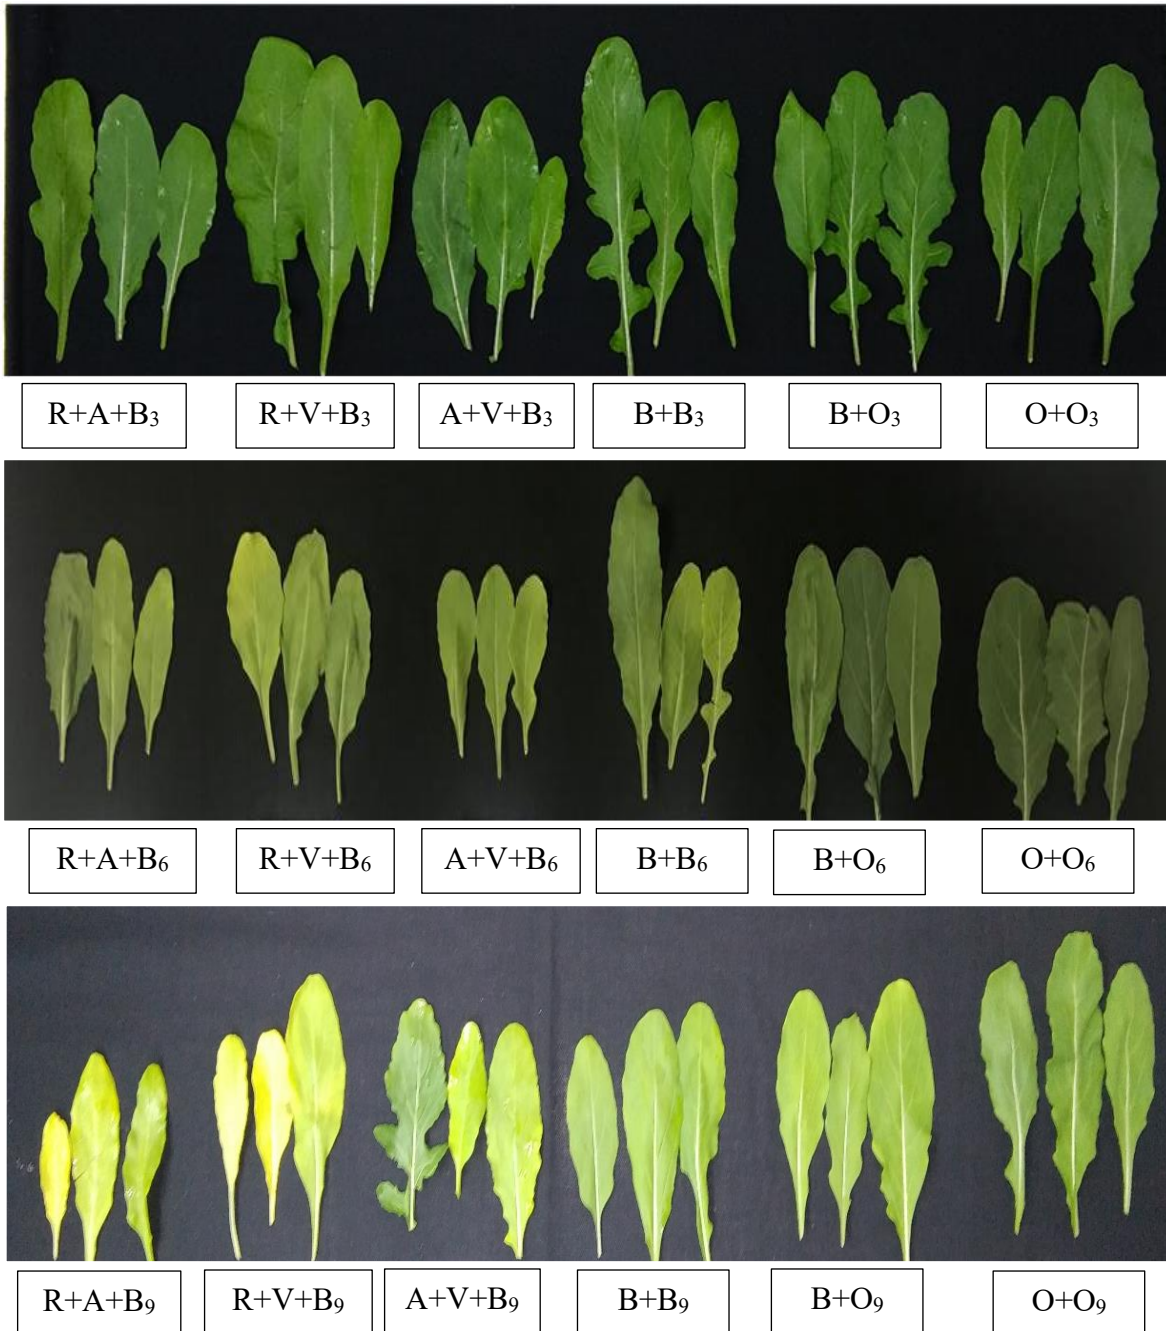 R+A+B₃
R+V+B₃
A+V+B₃
B+B₃
B+O₃
O+O₃
R+A+B₆
R+V+B₆
A+V+B₆
B+B₆
B+O₆
O+O₆
R+A+B₉
R+V+B₉
A+V+B₉
B+B₉
B+O₉
O+O₉